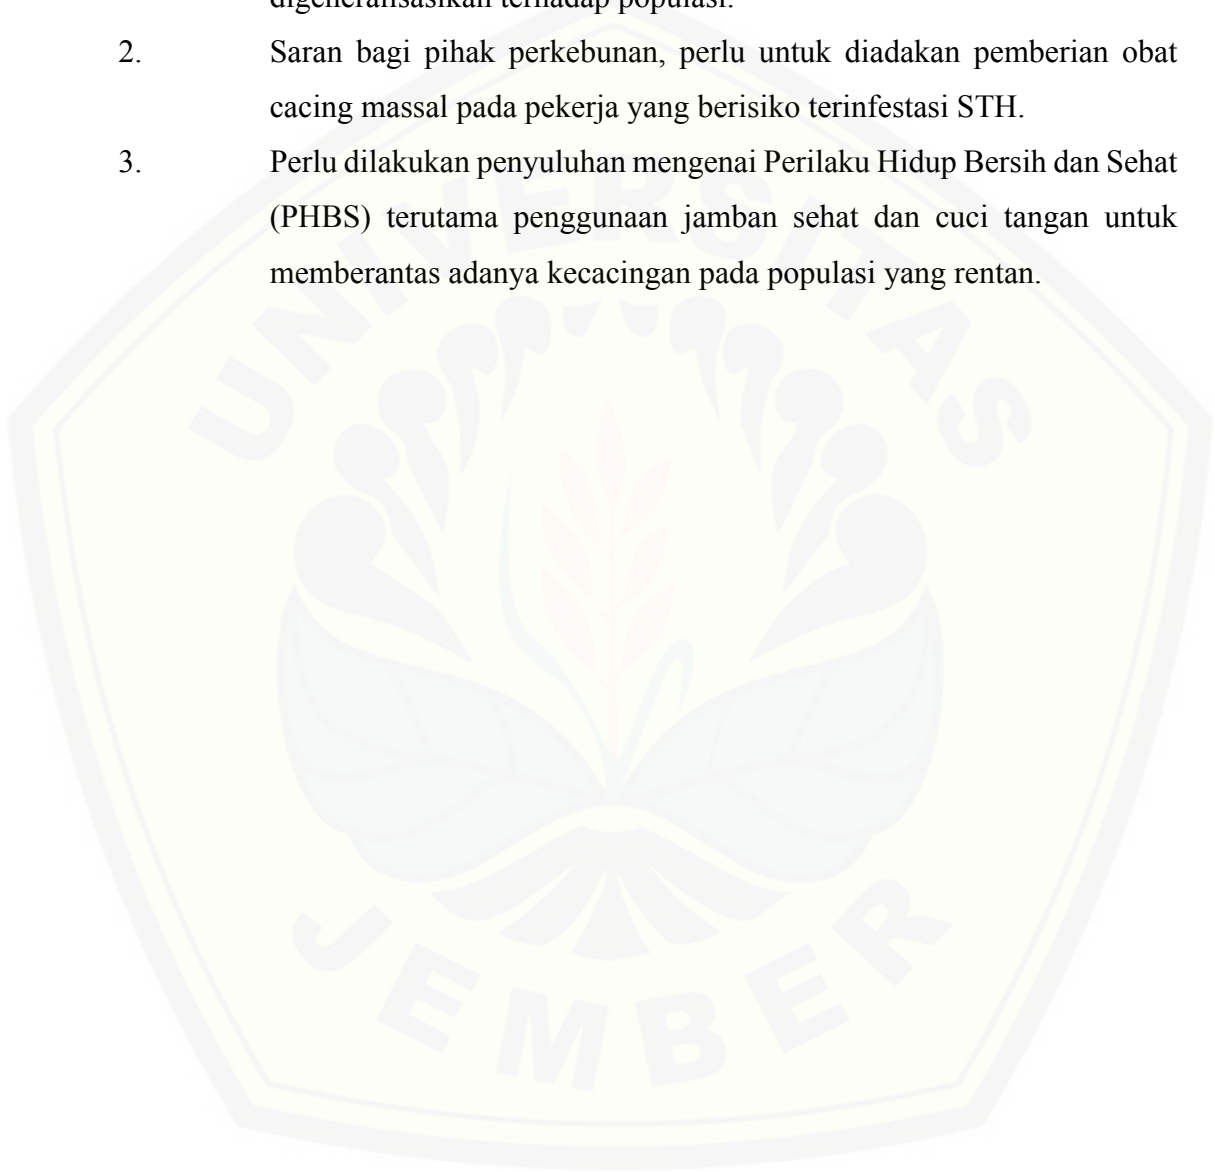 digeneralisasikan terhadap populasi.
2. Saran bagi pihak perkebunan, perlu untuk diadakan pemberian obat
cacing massal pada pekerja yang berisiko terinfestasi STH.
3. Perlu dilakukan penyuluhan mengenai Perilaku Hidup Bersih dan Sehat
(PHBS) terutama penggunaan jamban sehat dan cuci tangan untuk
memberantas adanya kecacingan pada populasi yang rentan.
UNIVERSITAS
JEMBER